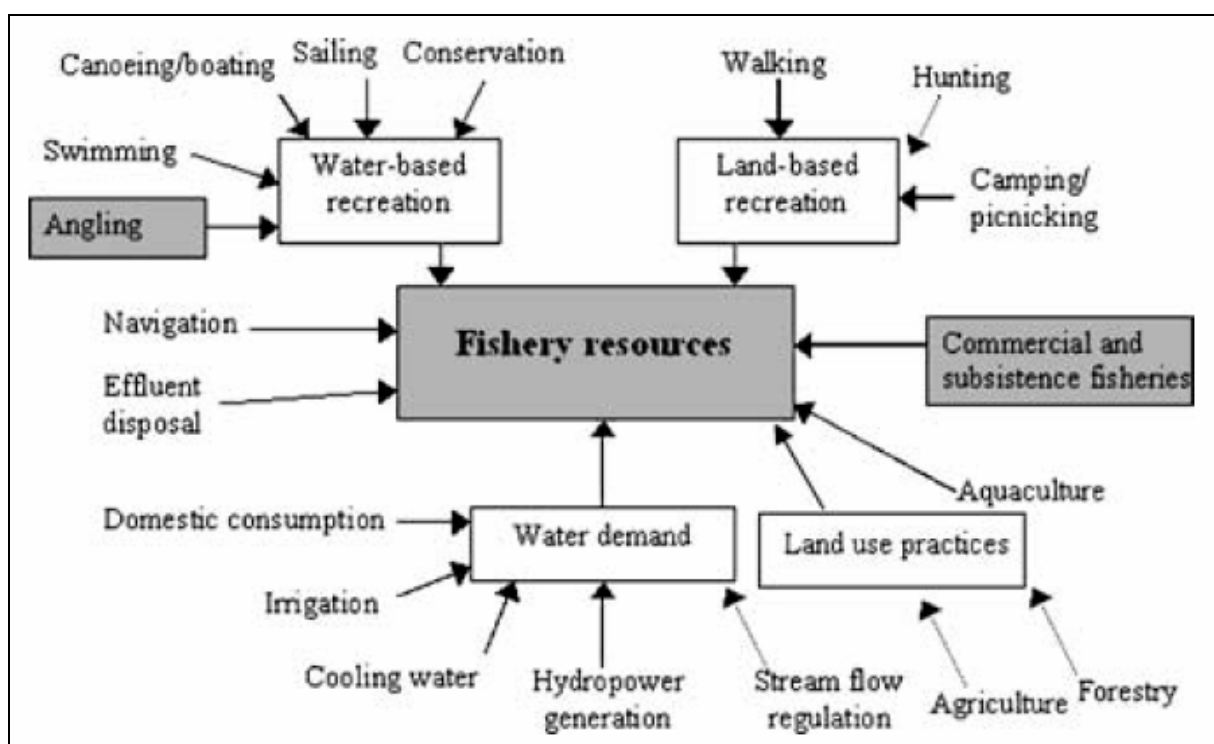 Canoeing/boating
Sailing
Conservation
Walking
Hunting
Swimming
Water-based
recreation
Land-based
recreation
Camping/
picnicking
Angling
Navigation
Fishery resources
Commercial and
subsistence fisheries
Effluent
disposal
Aquaculture
Domestic consumption
Water demand
Land use practices
Irrigation
Cooling water
Hydropower
generation
Stream flow
regulation
Agriculture
Forestry